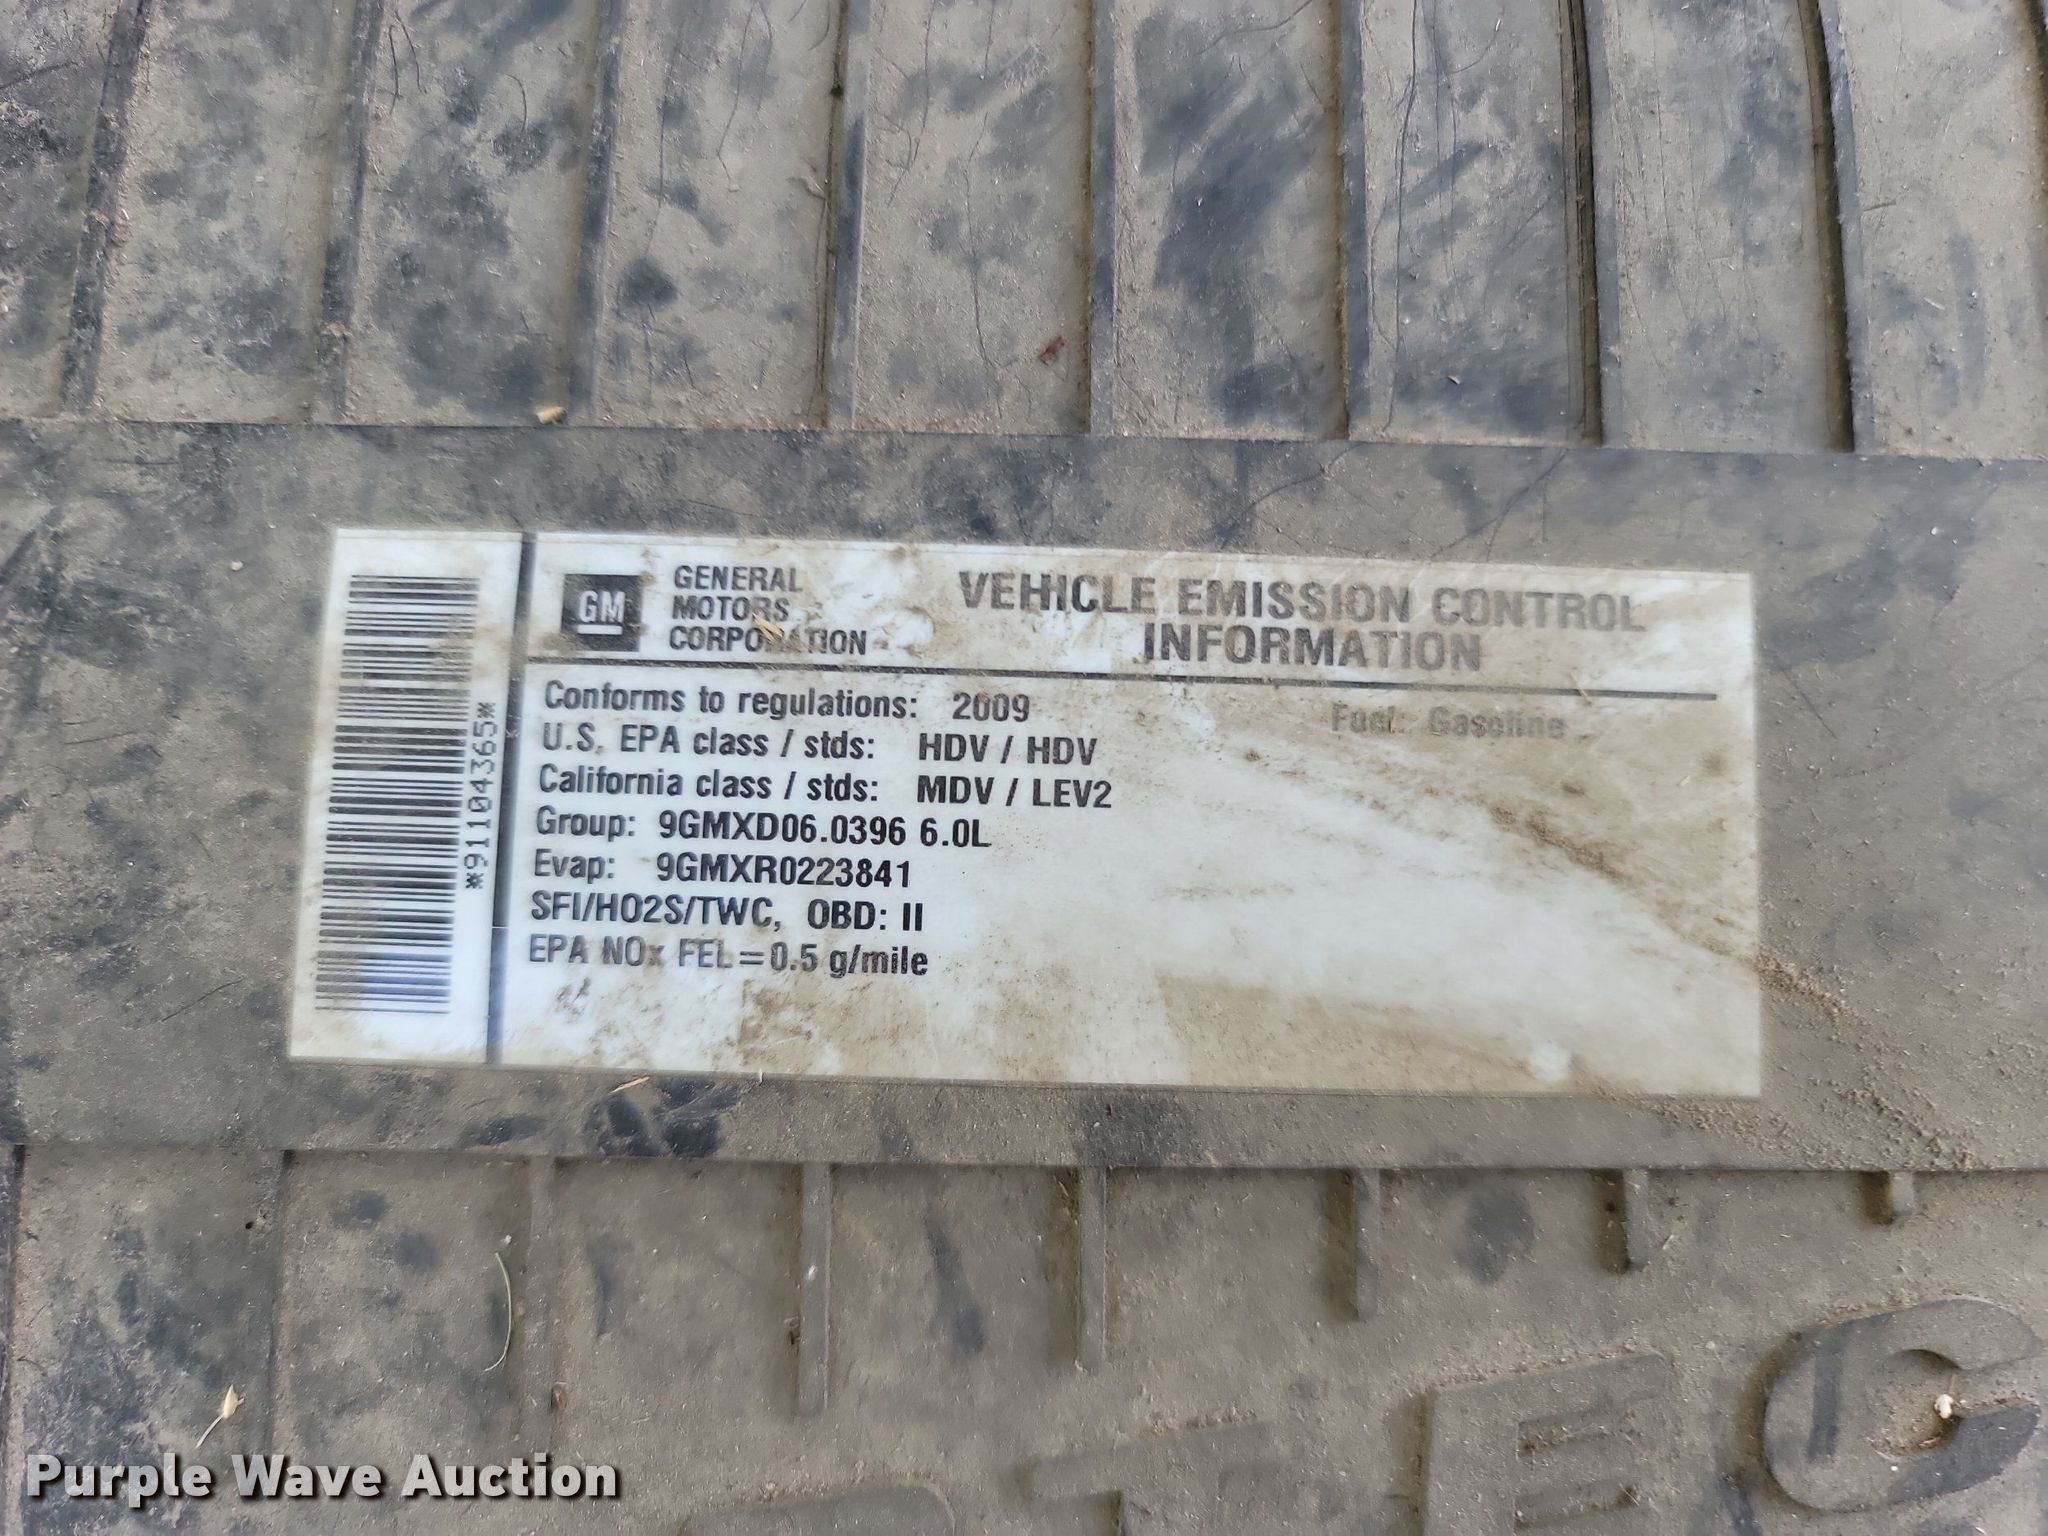 GM
GENERAL
MOTORS
CORPORATION
VEHICLE EMISSION CONTROL
INFORMATION
Conforms to regulations: 2009
Fuel: Gasoline
U.S. EPA class / stds: HDV / HDV
California class / stds: MDV / LEV2
Group: 9GMXD06.0396 6.0L
Evap: 9GMXR0223841
SFI/HO2S/TWC, OBD: II
EPA NOx FEL=0.5 g/mile
*91104365*
Purple Wave Auction